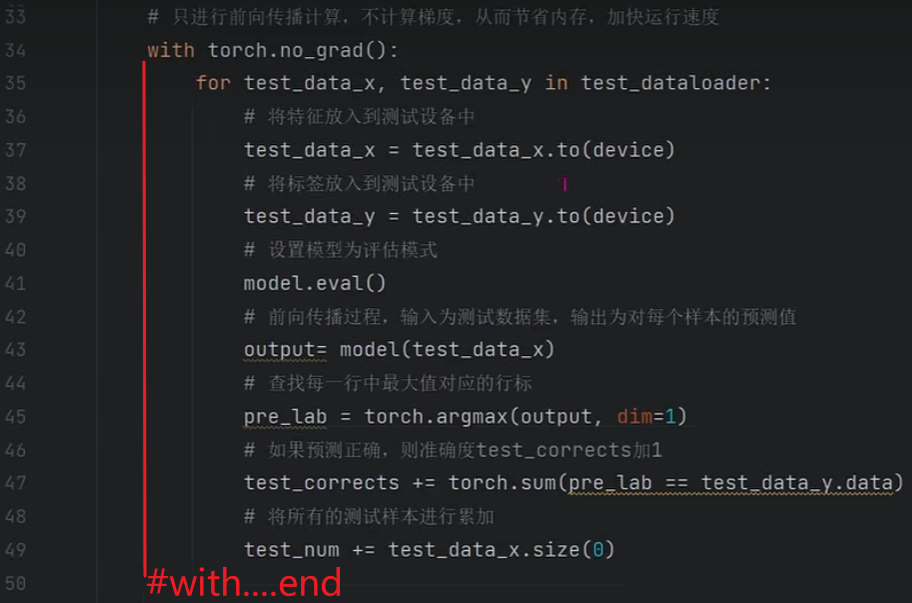 33 # 只进行前向传播计算，不计算梯度，从而节省内存，加快运行速度
34 with torch.no_grad():
35 for test_data_x, test_data_y in test_dataloader:
36 # 将特征放入到测试设备中
37 test_data_x = test_data_x.to(device)
38 # 将标签放入到测试设备中
39 test_data_y = test_data_y.to(device)
40 # 设置模型为评估模式
41 model.eval()
42 # 前向传播过程，输入为测试数据集，输出为对每个样本的预测值
43 output= model(test_data_x)
44 # 查找每一行中最大值对应的行标
45 pre_lab = torch.argmax(output, dim=1)
46 # 如果预测正确，则准确度test_corrects加1
47 test_corrects += torch.sum(pre_lab == test_data_y.data)
48 # 将所有的测试样本进行累加
49 test_num += test_data_x.size(0)
50 #with....end